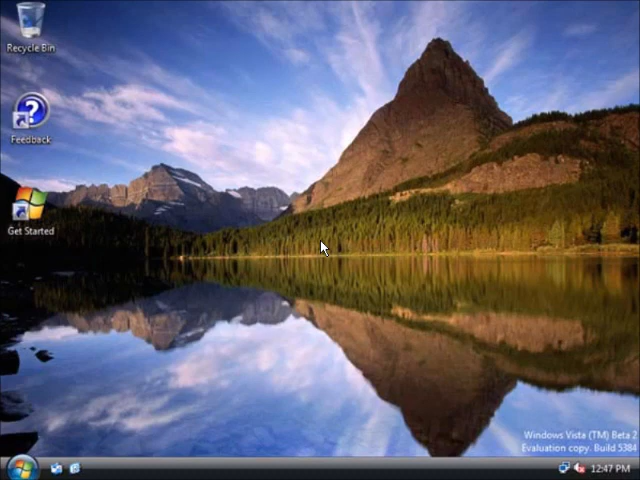 Recycle Bin
Feedback
Get Started
Windows Vista (TM) Beta 2
Evaluation copy. Build 5384
12:47 PM